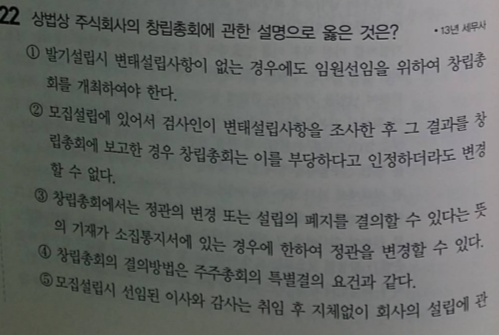 22 상법상 주식회사의 창립총회에 관한 설명으로 옳은 것은? • 13년 세무사
① 발기설립시 변태설립사항이 없는 경우에도 임원선임을 위하여 창립총
회를 개최하여야 한다.
② 모집설립에 있어서 검사인이 변태설립사항을 조사한 후 그 결과를 창
립총회에 보고한 경우 창립총회는 이를 부당하다고 인정하더라도 변경
할 수 없다.
③ 창립총회에서는 정관의 변경 또는 설립의 폐지를 결의할 수 있다는 뜻
의 기재가 소집통지서에 있는 경우에 한하여 정관을 변경할 수 있다.
④ 창립총회의 결의방법은 주주총회의 특별결의 요건과 같다.
⑤ 모집설립시 선임된 이사와 감사는 취임 후 지체없이 회사의 설립에 관